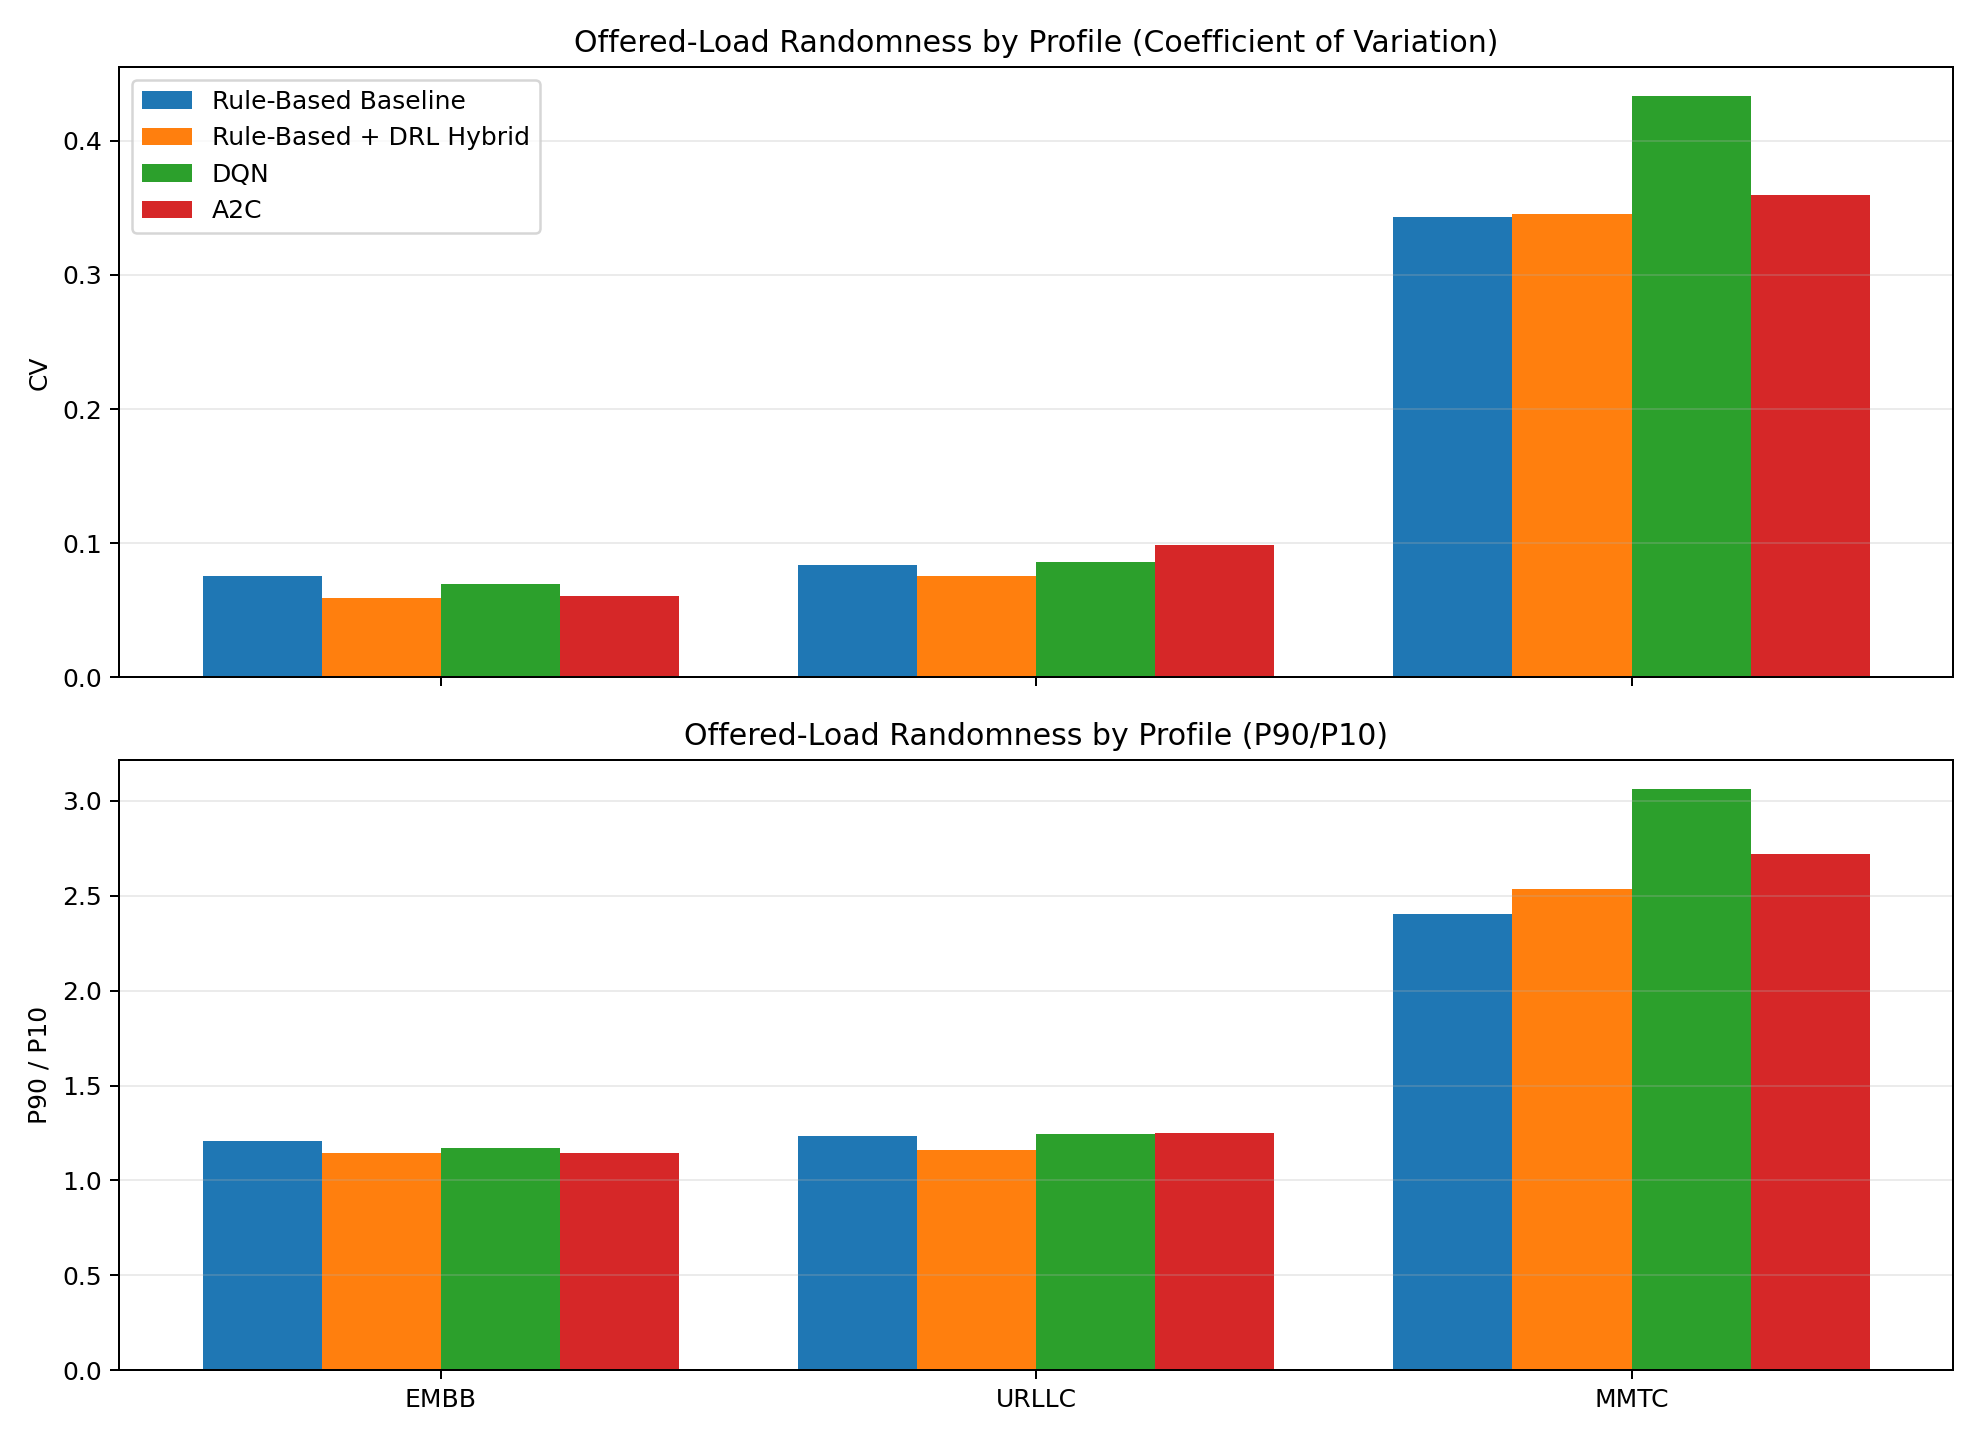 Offered-Load Randomness by Profile (Coefficient of Variation)
Rule-Based Baseline
Rule-Based + DRL Hybrid
DQN
A2C
CV
0.4
0.3
0.2
0.1
0.0
Offered-Load Randomness by Profile (P90/P10)
P90 / P10
3.0
2.5
2.0
1.5
1.0
0.5
0.0
EMBB URLLC MMTC